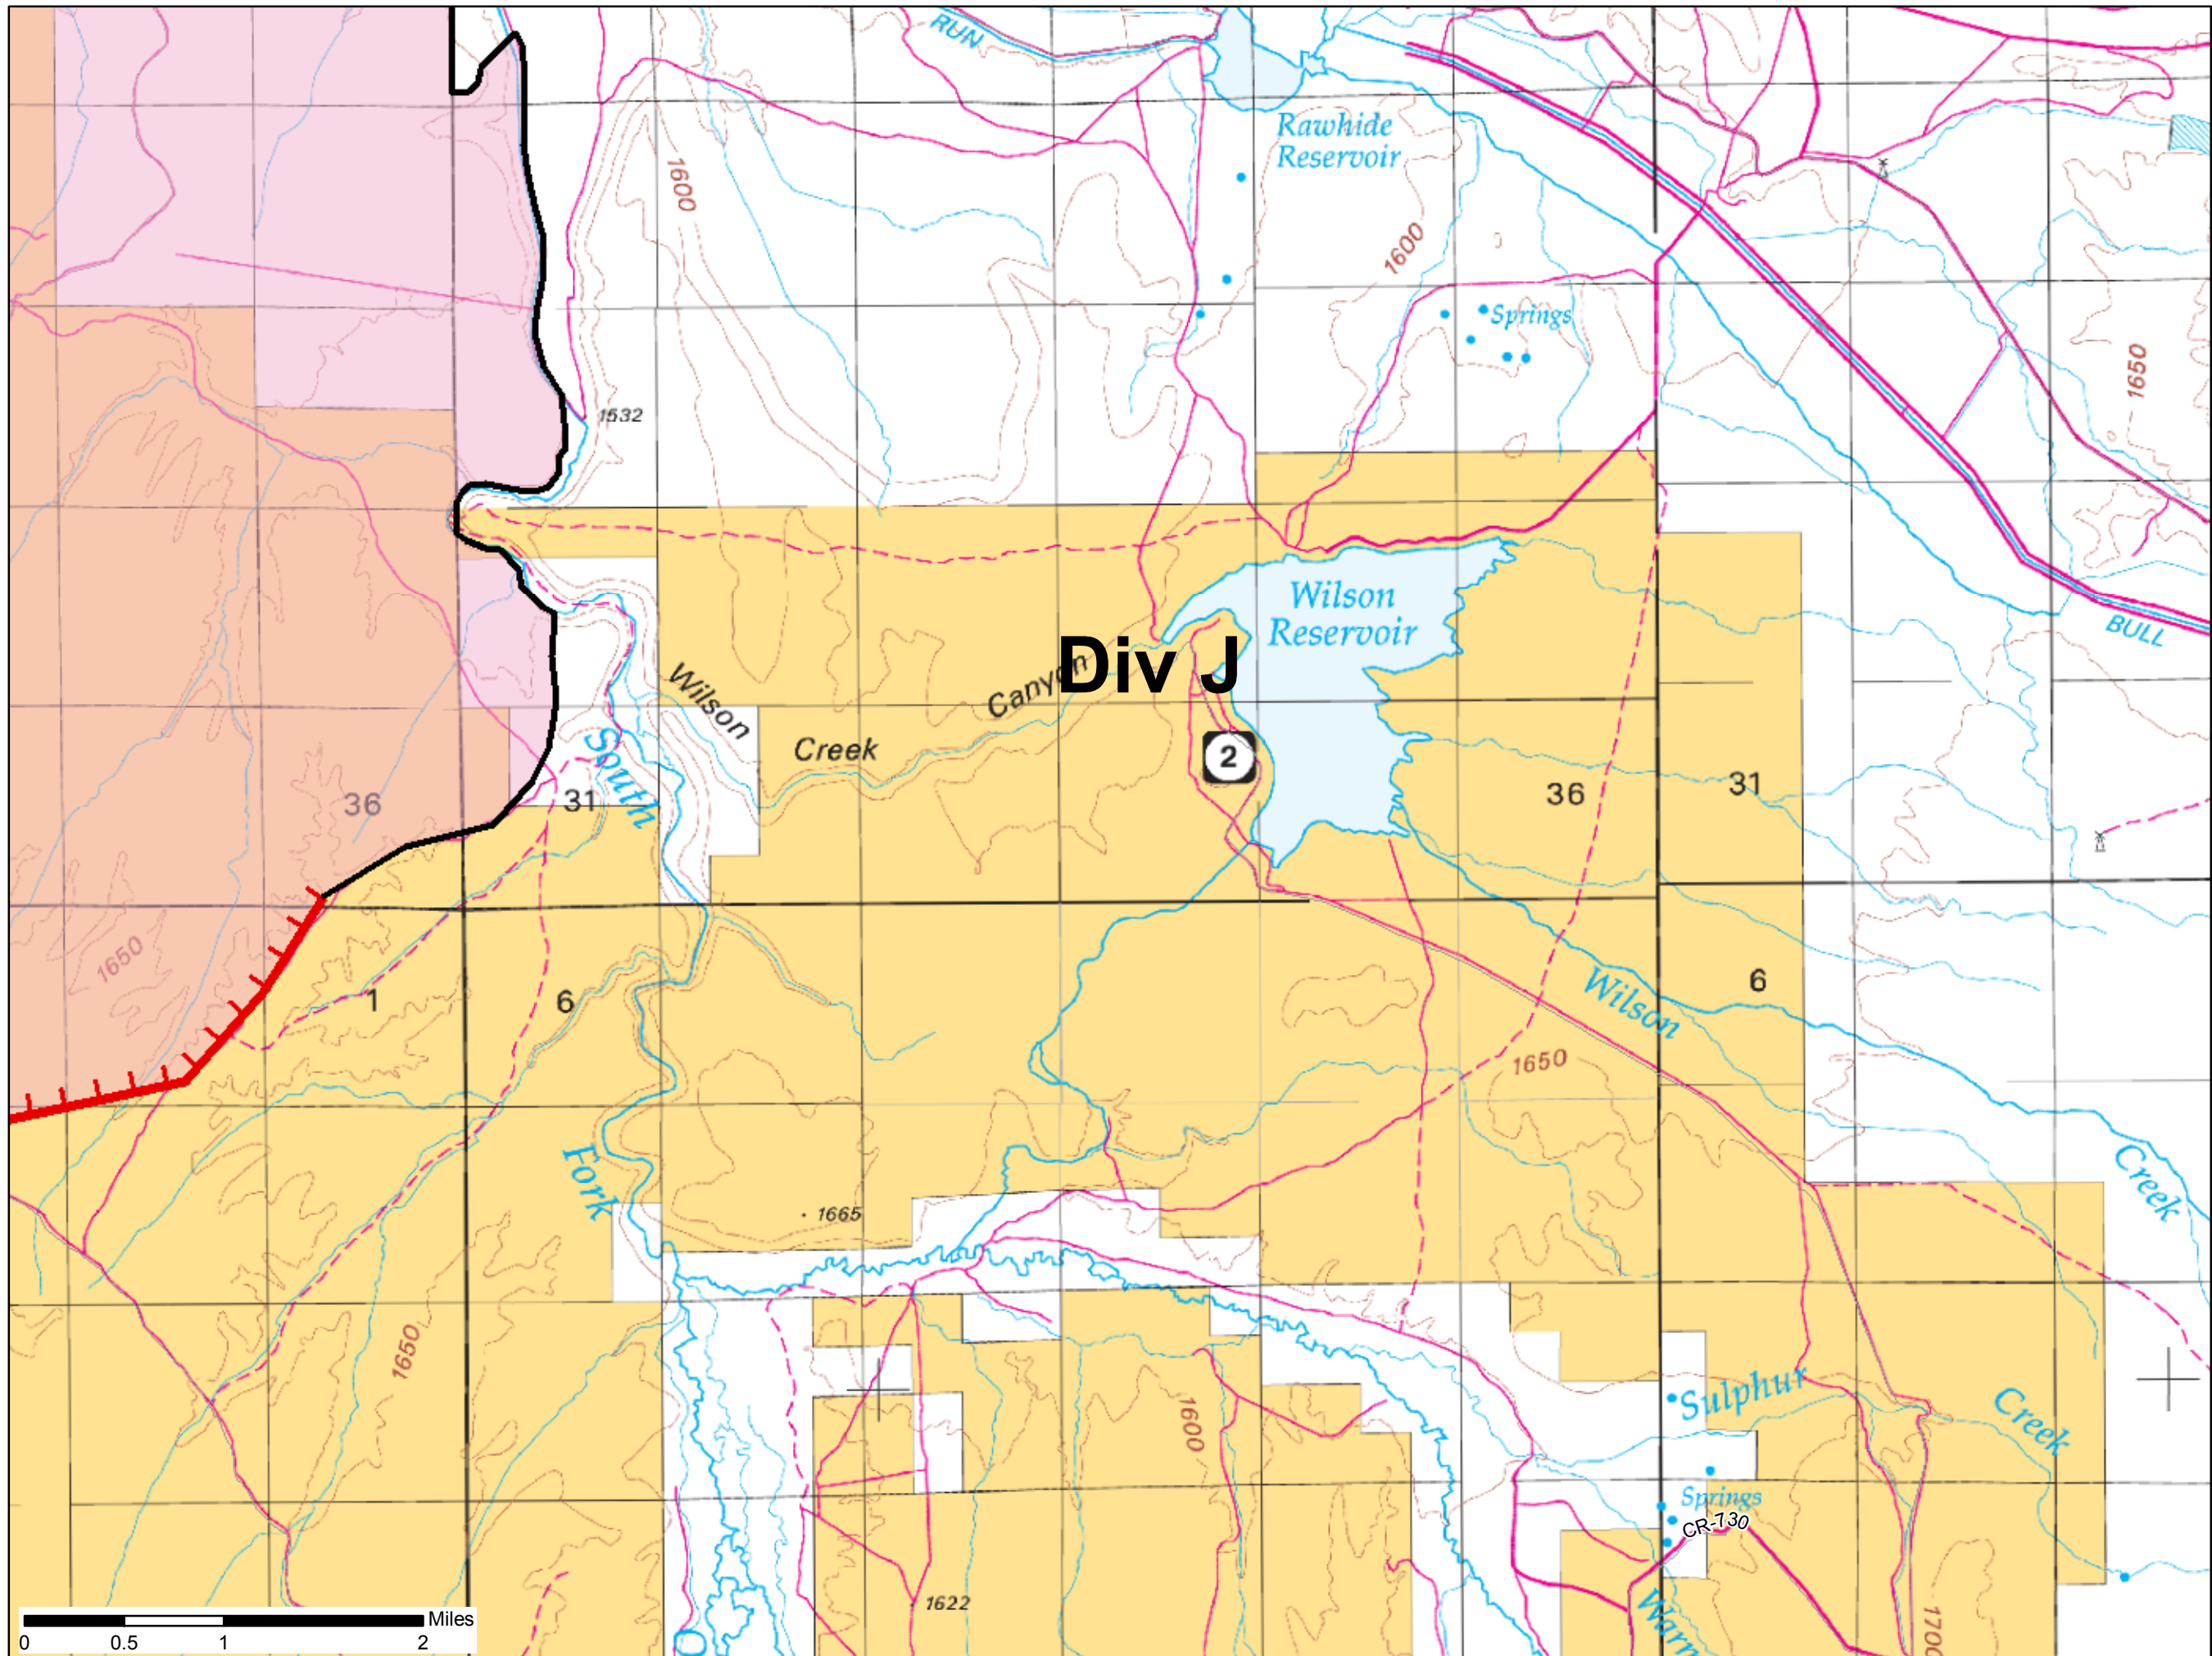 RUN
Rawhide
Reservoir
1600
1600
Springs
1650
1532
Wilson
Reservoir
BULL
Div J
Wilson
Canyon
Creek
2
South
36
31
36
31
1650
1
6
6
Wilson
1650
Creek
Fork
1665
1650
Sulphur
Creek
1600
Springs
CR-730
1622
Warm
1700
Miles
0
0.5
1
2